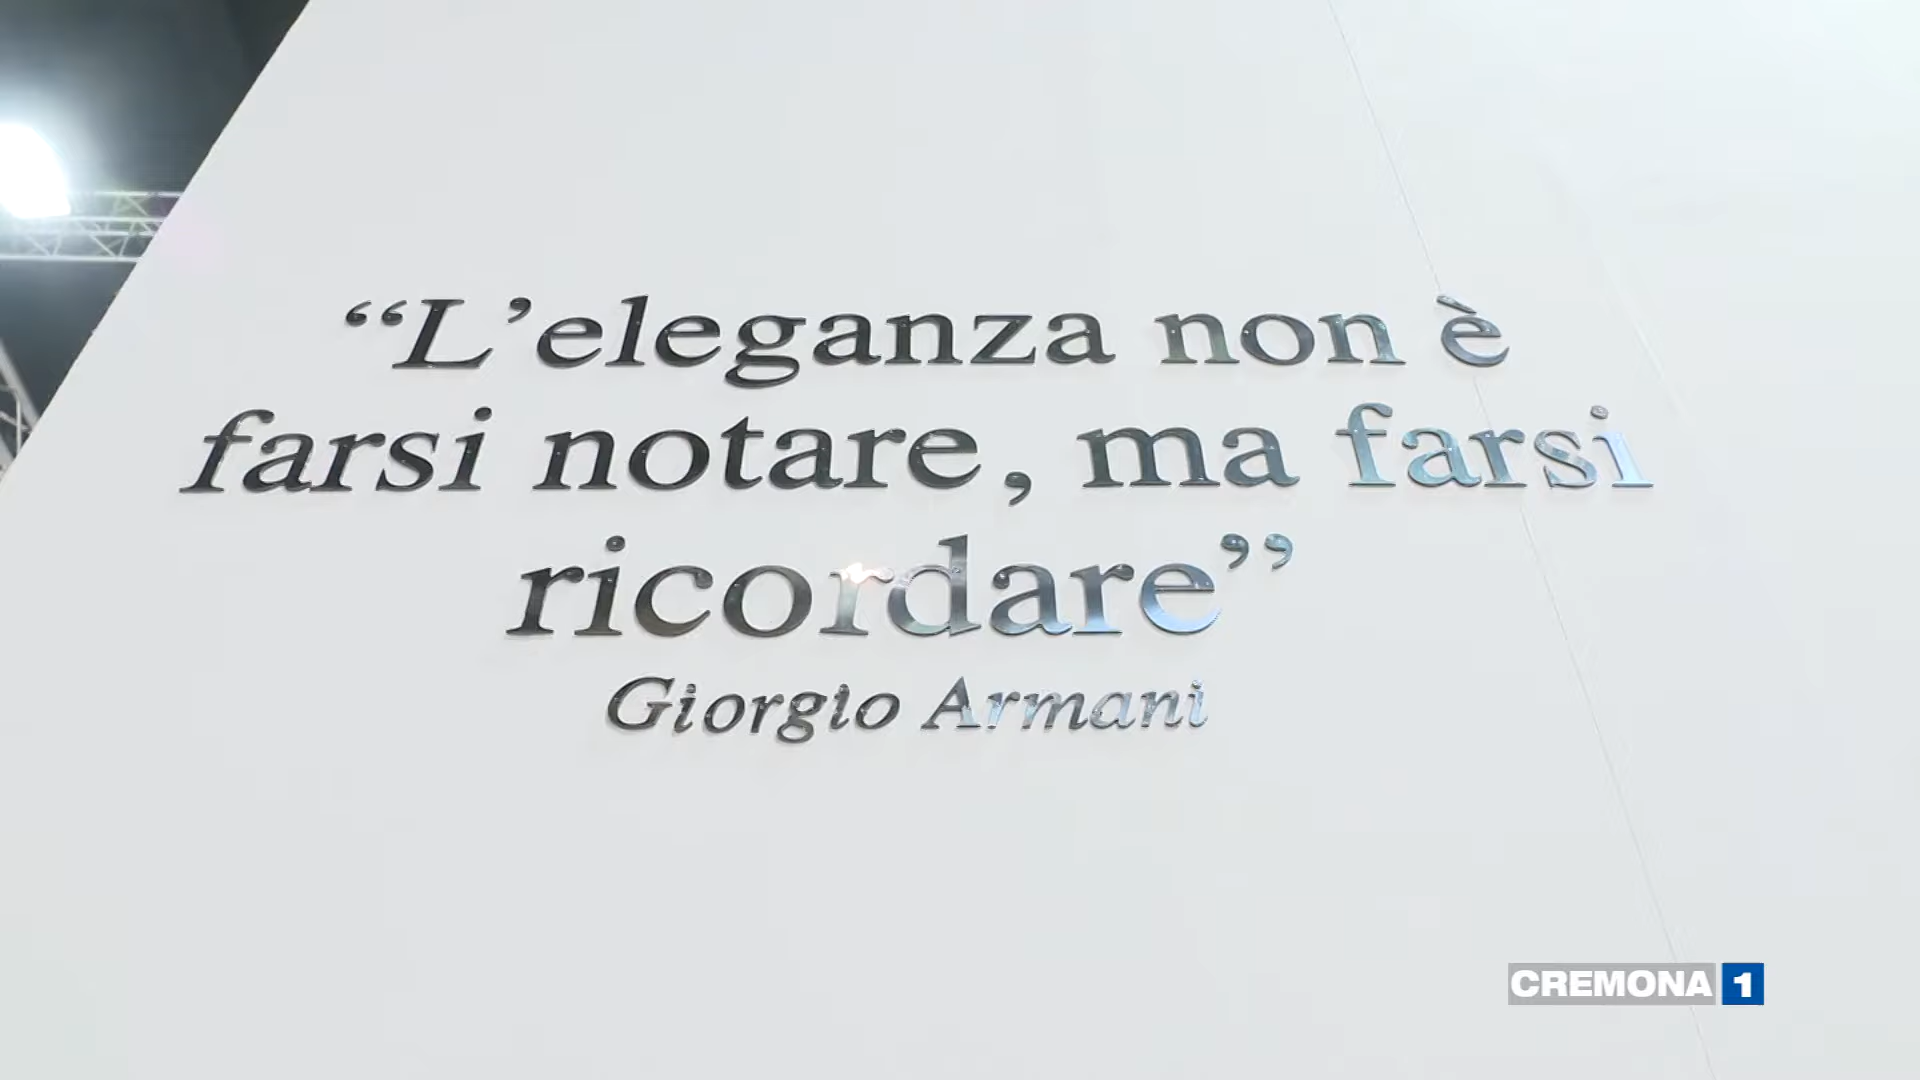 “L’eleganza non è
farsi notare, ma farsi
ricordare”
Giorgio Armani
CREMONA 1